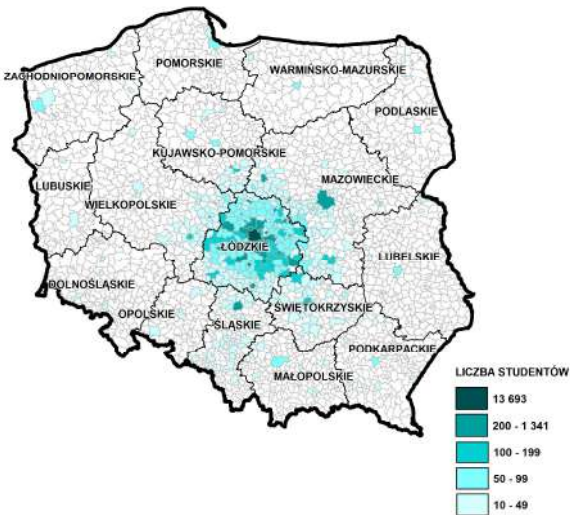 POMORSKIE
WARMIŃSKO-MAZURSKIE
ZACHODNIOPOMORSKIE
PODLASKIE
KUJAWSKO-POMORSKIE
MAZOWIECKIE
LUBUSKIE
WIELKOPOLSKIE
ŁÓDZKIE
LUBELSKIE
DOLNOŚLĄSKIE
OPOLSKIE
ŚWIĘTOKRZYSKIE
ŚLĄSKIE
PODKARPACKIE
MAŁOPOLSKIE
LICZBA STUDENTÓW
13 693
200 - 1 341
100 - 199
50 - 99
10 - 49